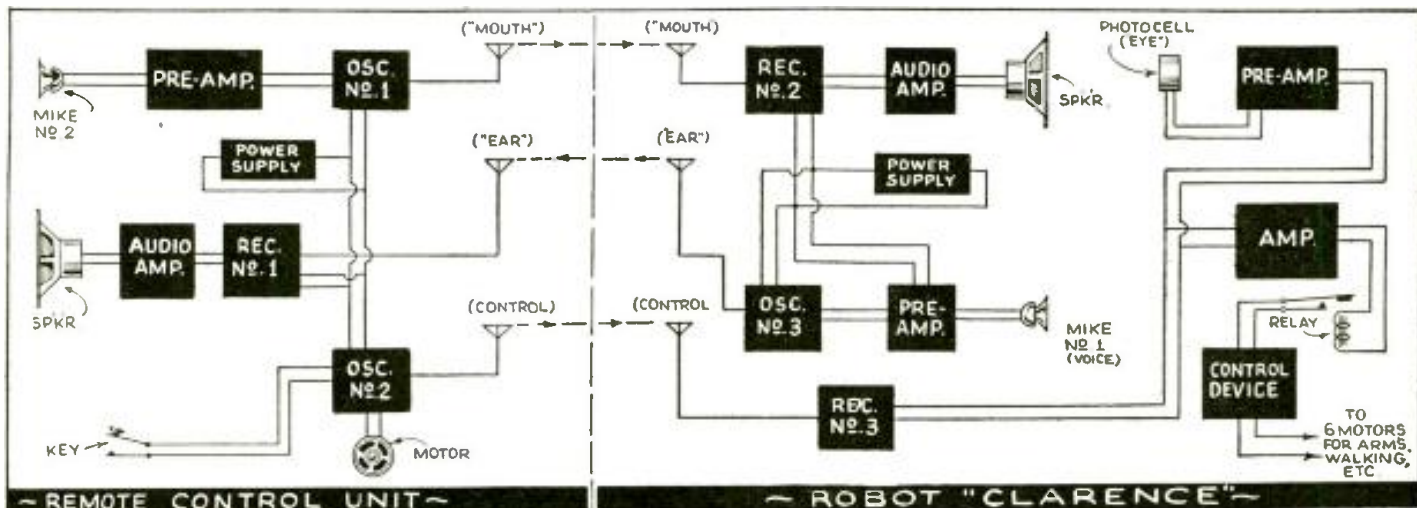 ("MOUTH")
("MOUTH)
PHOTOCELL
(EYE")
PRE-AMP.
OSC.
No.1
MIKE
No 2
REC.
No.2
AUDIO
AMP.
SPKR
PRE-AMP.
("EAR")
("EAR)
POWER
SUPPLY
POWER
SUPPLY
AUDIO
AMP.
REC.
No.1
SPKR
AMP.
(CONTROL)
(CONTROL
OSC.
No.3
PRE-
AMP.
MIKE
No 1
(VOICE)
RELAY
OSC.
No.2
KEY
MOTOR
REC.
No.3
CONTROL
DEVICE
TO
6 MOTORS
FOR ARMS,
WALKING,
ETC
~REMOTE CONTROL UNIT~
~ROBOT "CLARENCE"~